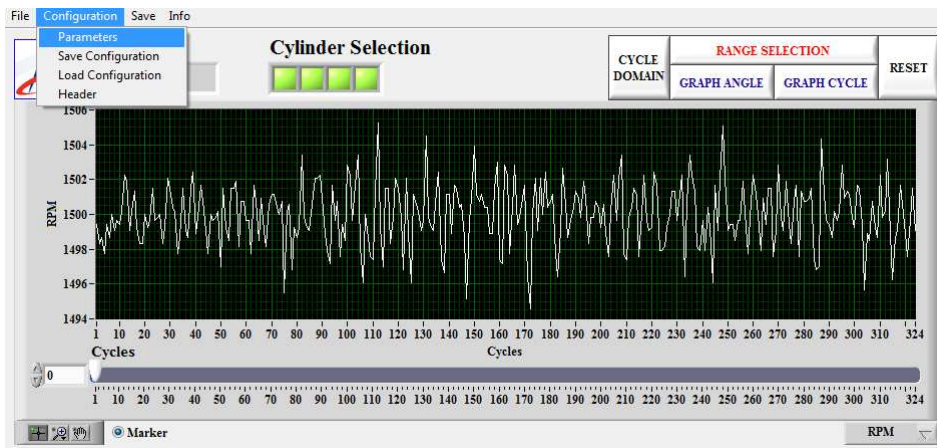 File Configuration Save Info
Parameters
Save Configuration
Load Configuration
Header
Cylinder Selection
CYCLE DOMAIN
RANGE SELECTION
GRAPH ANGLE GRAPH CYCLE
RESET
1506
1504
1502
1500
1498
1496
1494
RPM
1 10 20 30 40 50 60 70 80 90 100 110 120 130 140 150 160 170 180 190 200 210 220 230 240 250 260 270 280 290 300 310 324
Cycles
Cycles
0
1 10 20 30 40 50 60 70 80 90 100 110 120 130 140 150 160 170 180 190 200 210 220 230 240 250 260 270 280 290 300 310 324
Marker
RPM